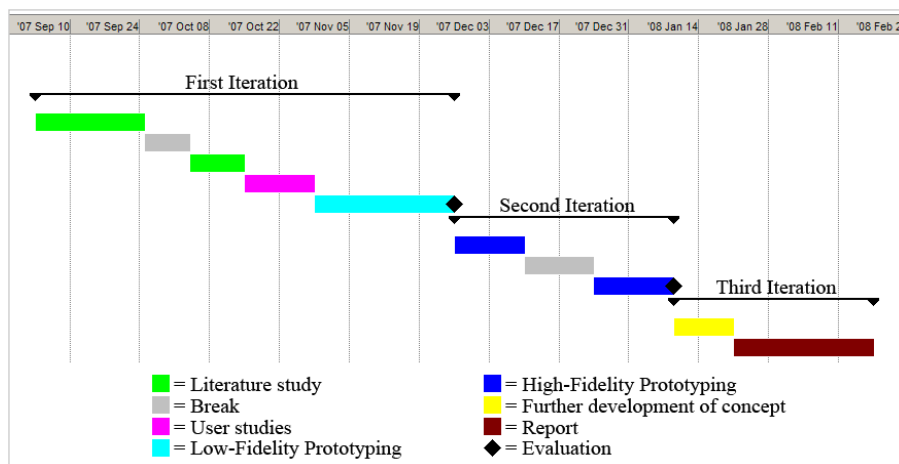 '07 Sep 10 '07 Sep 24 '07 Oct 08 '07 Oct 22 '07 Nov 05 '07 Nov 19 '07 Dec 03 '07 Dec 17 '07 Dec 31 '08 Jan 14 '08 Jan 28 '08 Feb 11 '08 Feb 2
First Iteration
Second Iteration
Third Iteration
= Literature study
= Break
= User studies
= Low-Fidelity Prototyping
= High-Fidelity Prototyping
= Further development of concept
= Report
= Evaluation